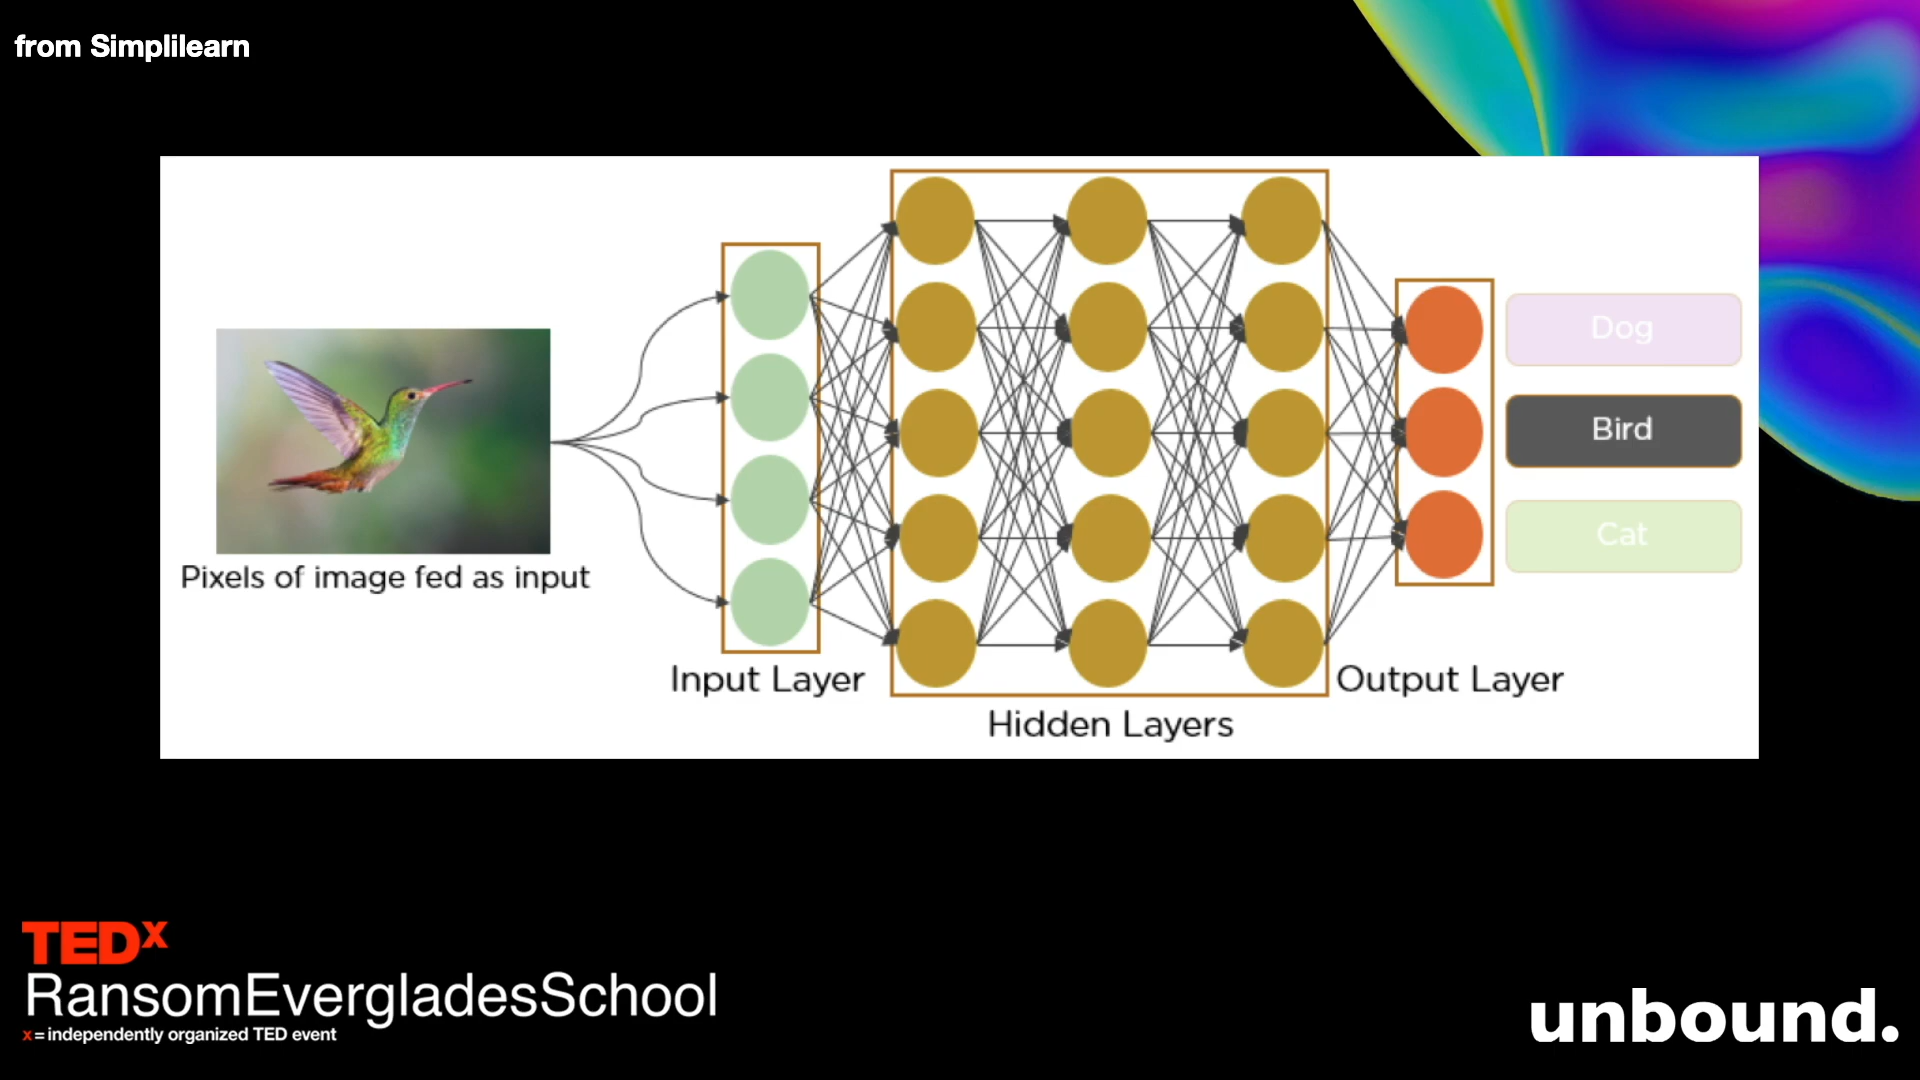 from Simplilearn
Pixels of image fed as input
Input Layer
Hidden Layers
Output Layer
Dog
Bird
Cat
TEDx
RansomEvergladesSchool
x = independently organized TED event
unbound.